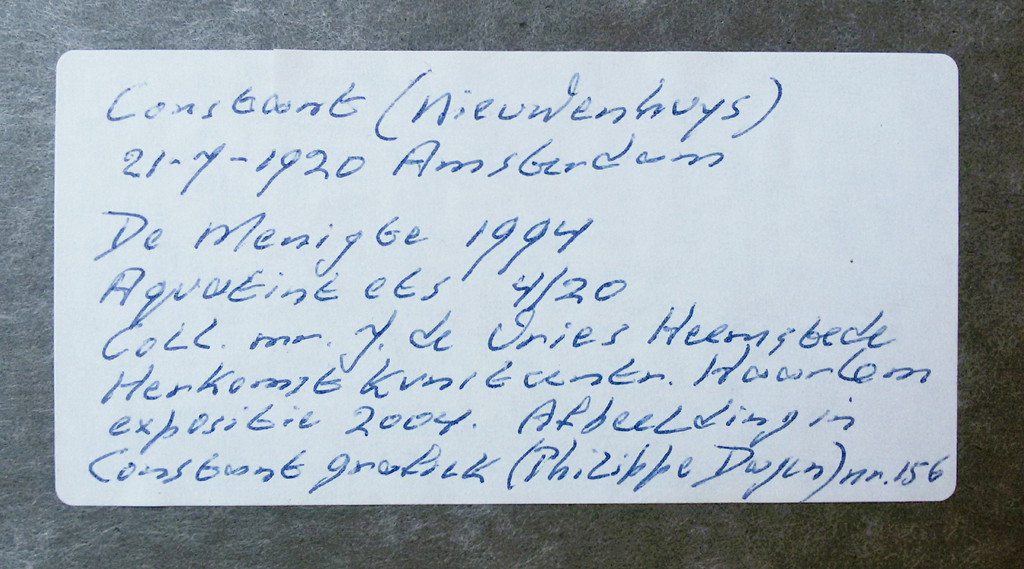 Constant (Nieuwenhuys)
21-7-1920 Amsterdam
De Menigte 1994
Aquatint ets 4/20
Coll. mr. J. de Vries Heemstede
Herkomst Kunstcentr. Haarlem
expositie 2004. Afbeelding in
Constant grafiek (Philippe Dagen) nr. 156